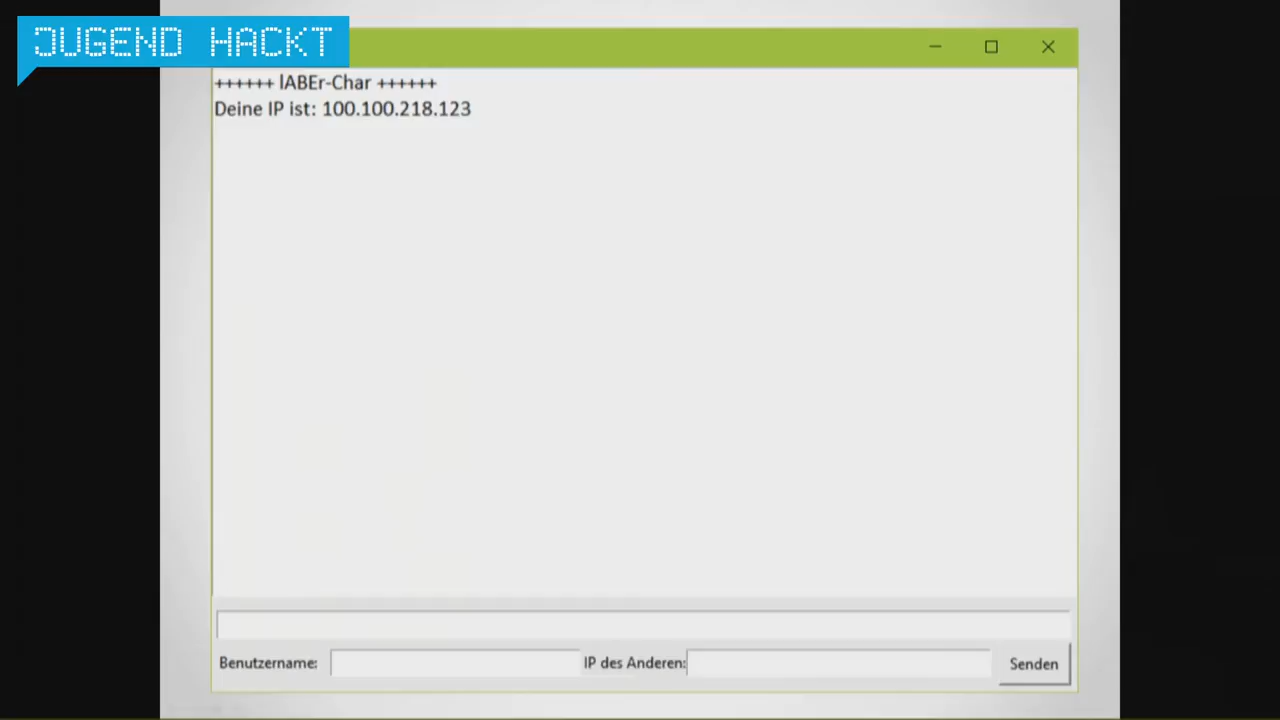 JUGEND HACKT
++++++ lABEr-Char ++++++
Deine IP ist: 100.100.218.123
Benutzername:
IP des Anderen:
Senden